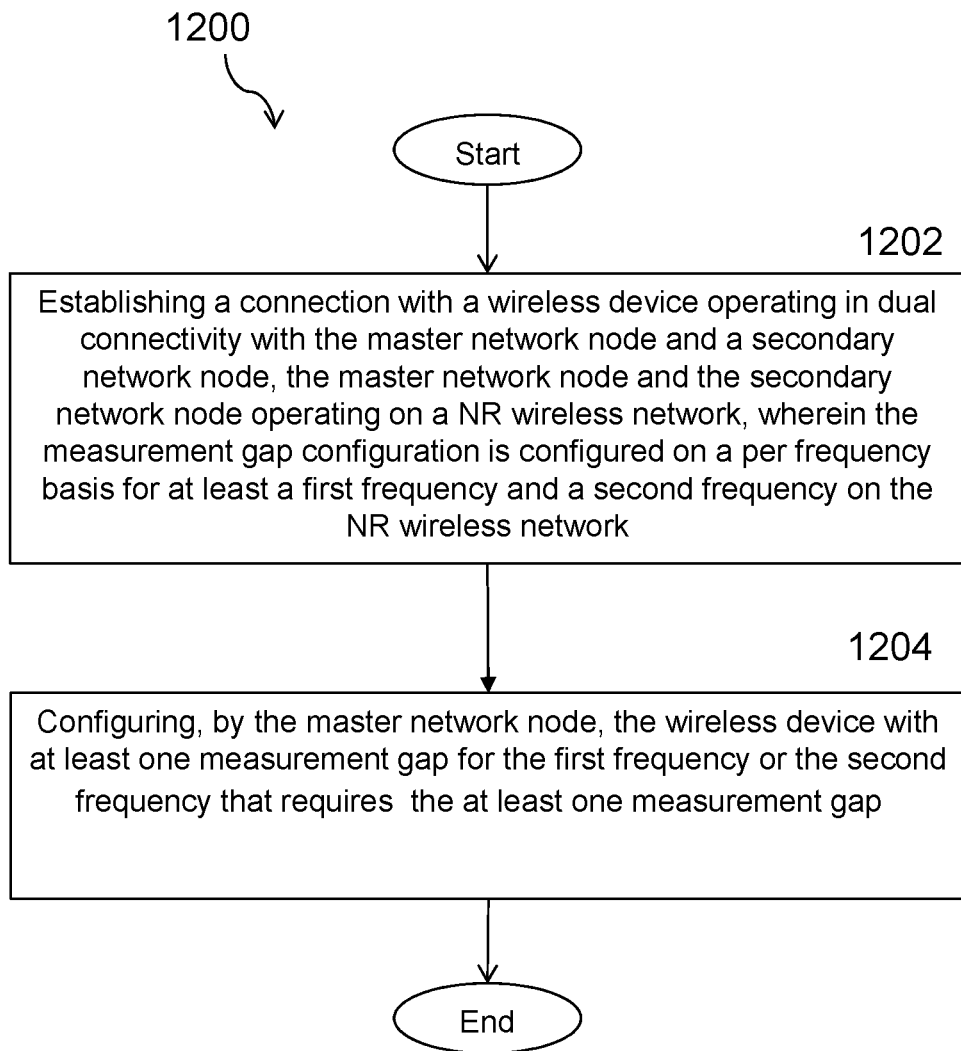 1200
Start
1202
Establishing a connection with a wireless device operating in dual
connectivity with the master network node and a secondary
network node, the master network node and the secondary
network node operating on a NR wireless network, wherein the
measurement gap configuration is configured on a per frequency
basis for at least a first frequency and a second frequency on the
NR wireless network
1204
Configuring, by the master network node, the wireless device with
at least one measurement gap for the first frequency or the second
frequency that requires the at least one measurement gap
End